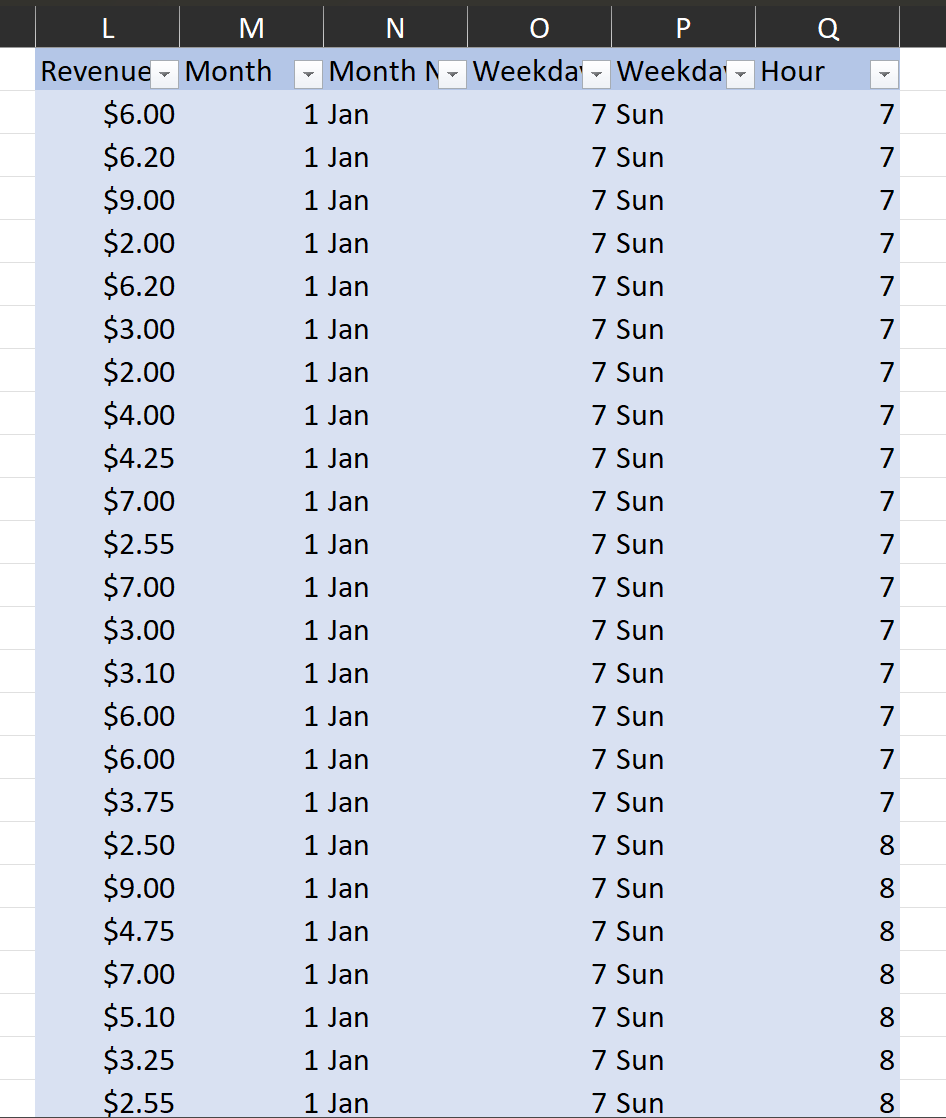 L M N O P Q
Revenue Month Month N Weekday Weekday Hour
$6.00 1 Jan 7 Sun 7
$6.20 1 Jan 7 Sun 7
$9.00 1 Jan 7 Sun 7
$2.00 1 Jan 7 Sun 7
$6.20 1 Jan 7 Sun 7
$3.00 1 Jan 7 Sun 7
$2.00 1 Jan 7 Sun 7
$4.00 1 Jan 7 Sun 7
$4.25 1 Jan 7 Sun 7
$7.00 1 Jan 7 Sun 7
$2.55 1 Jan 7 Sun 7
$7.00 1 Jan 7 Sun 7
$3.00 1 Jan 7 Sun 7
$3.10 1 Jan 7 Sun 7
$6.00 1 Jan 7 Sun 7
$6.00 1 Jan 7 Sun 7
$3.75 1 Jan 7 Sun 7
$2.50 1 Jan 7 Sun 8
$9.00 1 Jan 7 Sun 8
$4.75 1 Jan 7 Sun 8
$7.00 1 Jan 7 Sun 8
$5.10 1 Jan 7 Sun 8
$3.25 1 Jan 7 Sun 8
$2.55 1 Jan 7 Sun 8